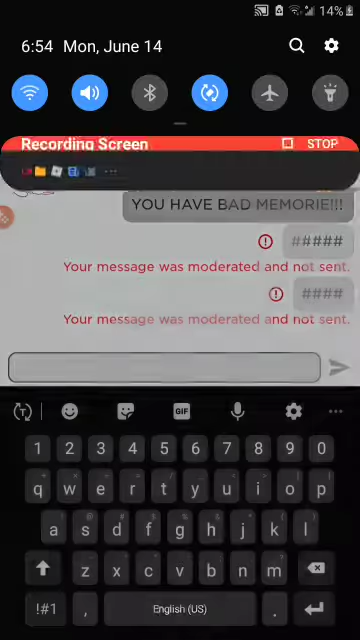 14%
6:54 Mon, June 14
Recording Screen STOP
YOU HAVE BAD MEMORIE!!!
#####
Your message was moderated and not sent.
####
Your message was moderated and not sent.
T
GIF
1 2 3 4 5 6 7 8 9 0
q w e r t y u i o p
a s d f g h j k l
z x c v b n m
!#1 , English (US) .